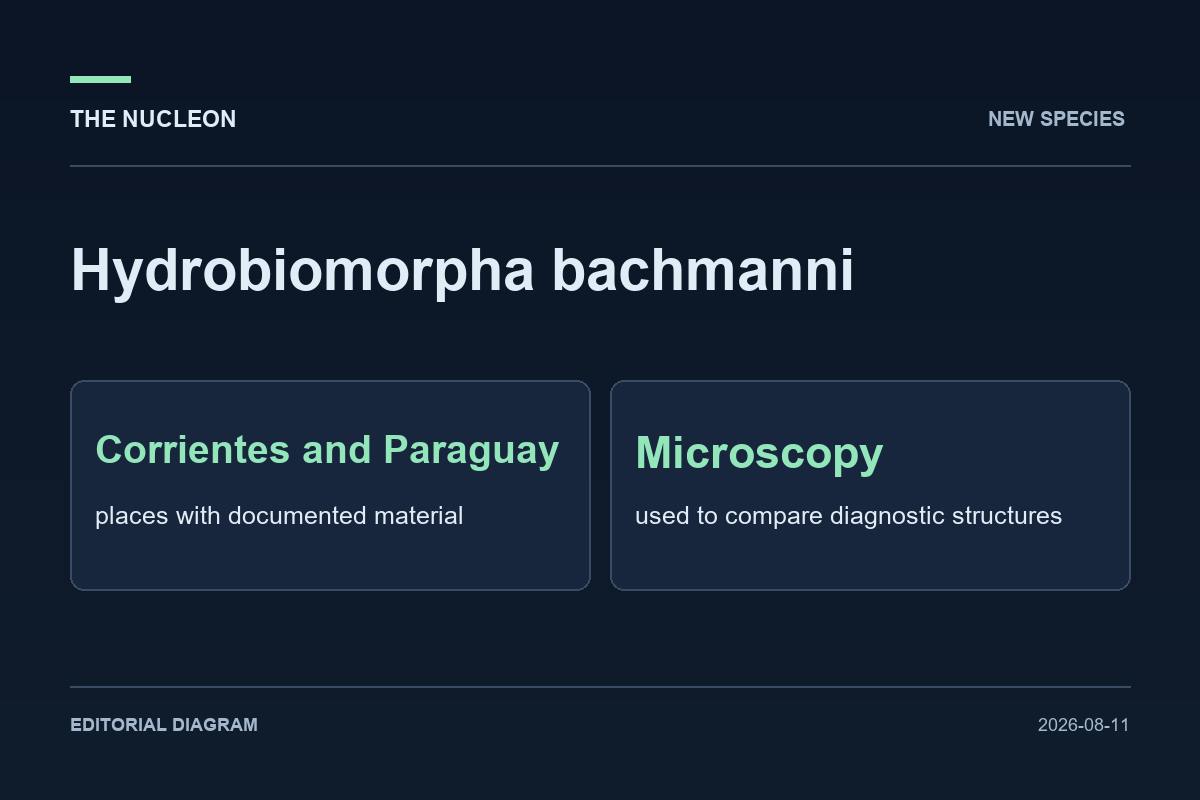 THE NUCLEON
NEW SPECIES
Hydrobiomorpha bachmanni
Corrientes and Paraguay
places with documented material
Microscopy
used to compare diagnostic structures
EDITORIAL DIAGRAM
2026-08-11